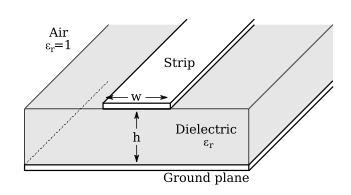 Air
εr=1
Strip
w
h
Dielectric
εr
Ground plane